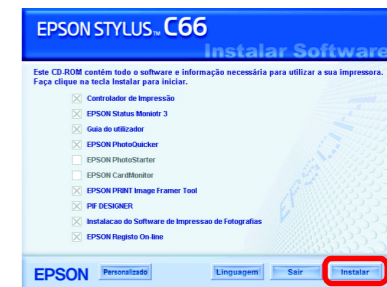 EPSON STYLUS™ C66
Instalar Software
Este CD-ROM contém todo o software e informação necessária para utilizar a sua impressora.
Faça clique na tecla Instalar para iniciar.
Controlador de Impressão
EPSON Status Moniotr 3
Guia do utilizador
EPSON PhotoQuicker
EPSON PhotoStarter
EPSON CardMonitor
EPSON PRINT Image Framer Tool
PIF DESIGNER
Instalacao do Software de Impressao de Fotografias
EPSON Registo On-line
EPSON Personalizado Linguagem Sair Instalar